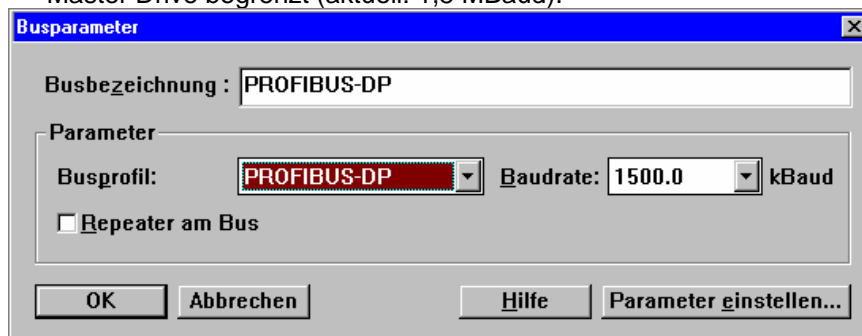 Master Drive begrenzt (aktuell: 1,5 MBaud).
Busparameter
Busbezeichnung : PROFIBUS-DP
Parameter
Busprofil: PROFIBUS-DP Baudrate: 1500.0 kBaud
Repeater am Bus
OK Abbrechen Hilfe Parameter einstellen...